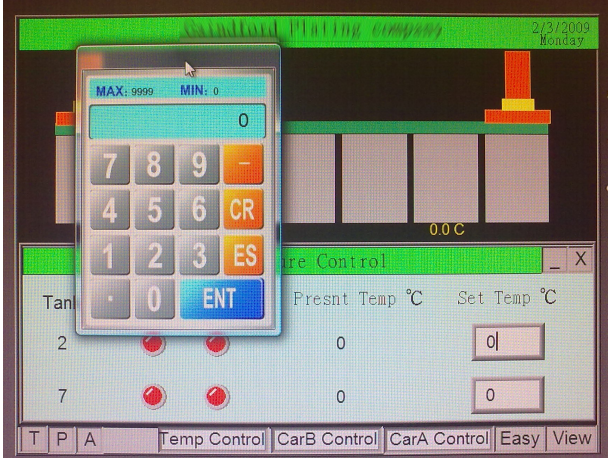 Plating company
2/3/2009
Monday
MAX: 9999 MIN: 0
0
7 8 9 -
4 5 6 CR
1 2 3 ES
. 0 ENT
0.0 C
Control
_ X
Presnt Temp °C Set Temp °C
2 0 0
7 0 0
T P A Temp Control CarB Control CarA Control Easy View